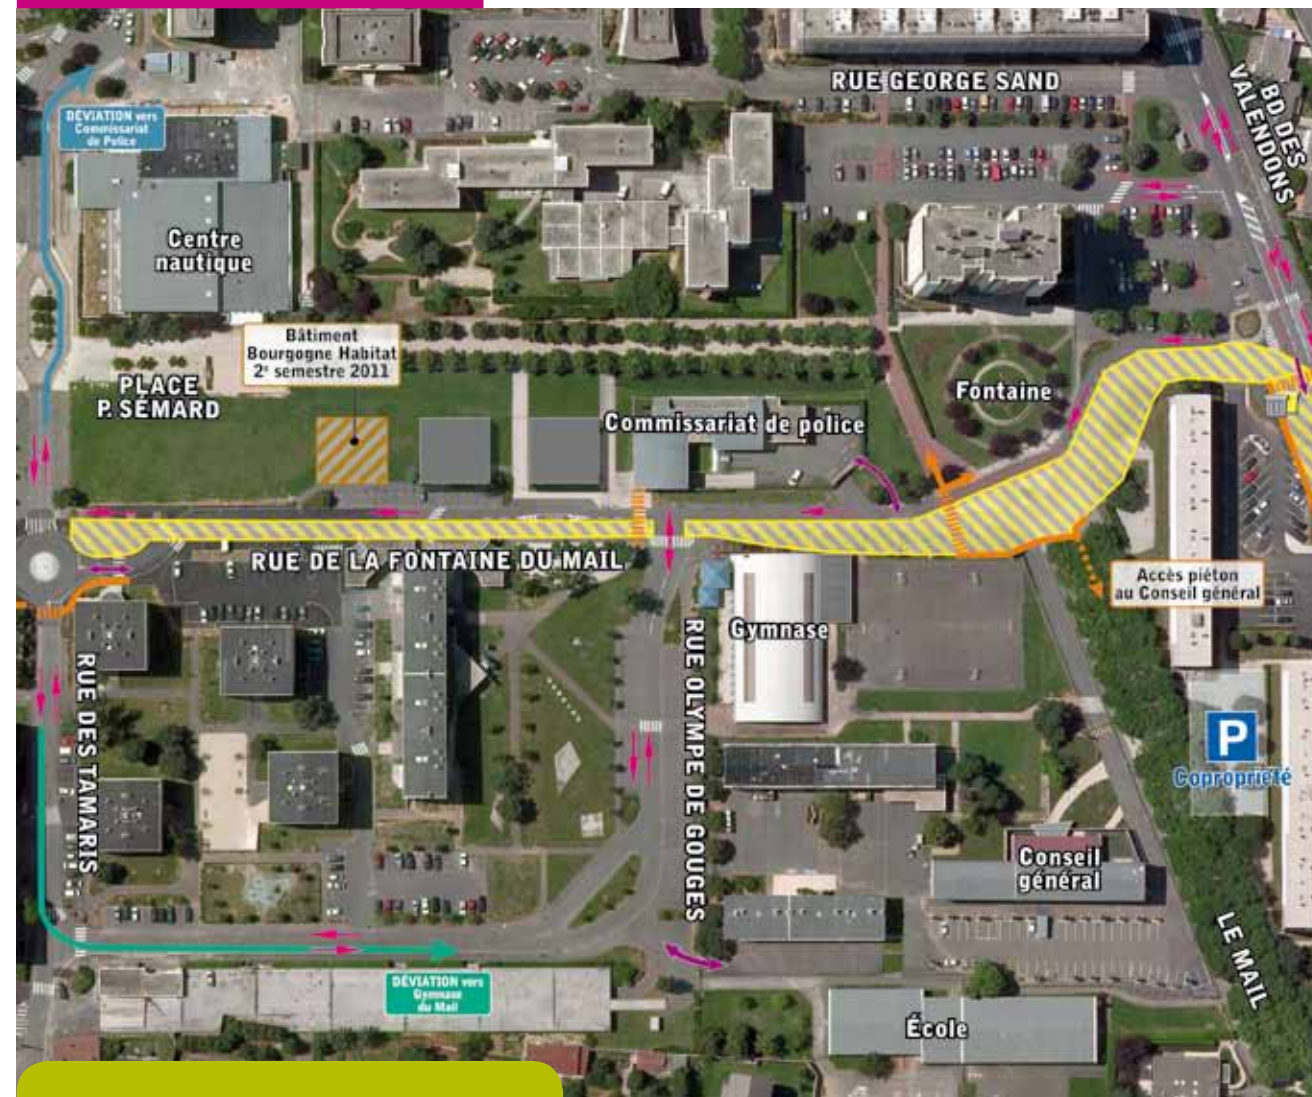 RUE GEORGE SAND
BD DES
VALENDONS
DÉVIATION vers
Commissariat
de Police
Centre
nautique
Bâtiment
Bourgogne Habitat
2e semestre 2011
PLACE
P. SÉMARD
Fontaine
Commissariat de police
RUE DE LA FONTAINE DU MAIL
Accès piéton
au Conseil général
Gymnase
RUE DES TAMARIS
RUE OLYMPE DE GOUGES
P
Copropriété
Conseil
général
LE MAIL
DÉVIATION vers
Gymnase
du Mail
École